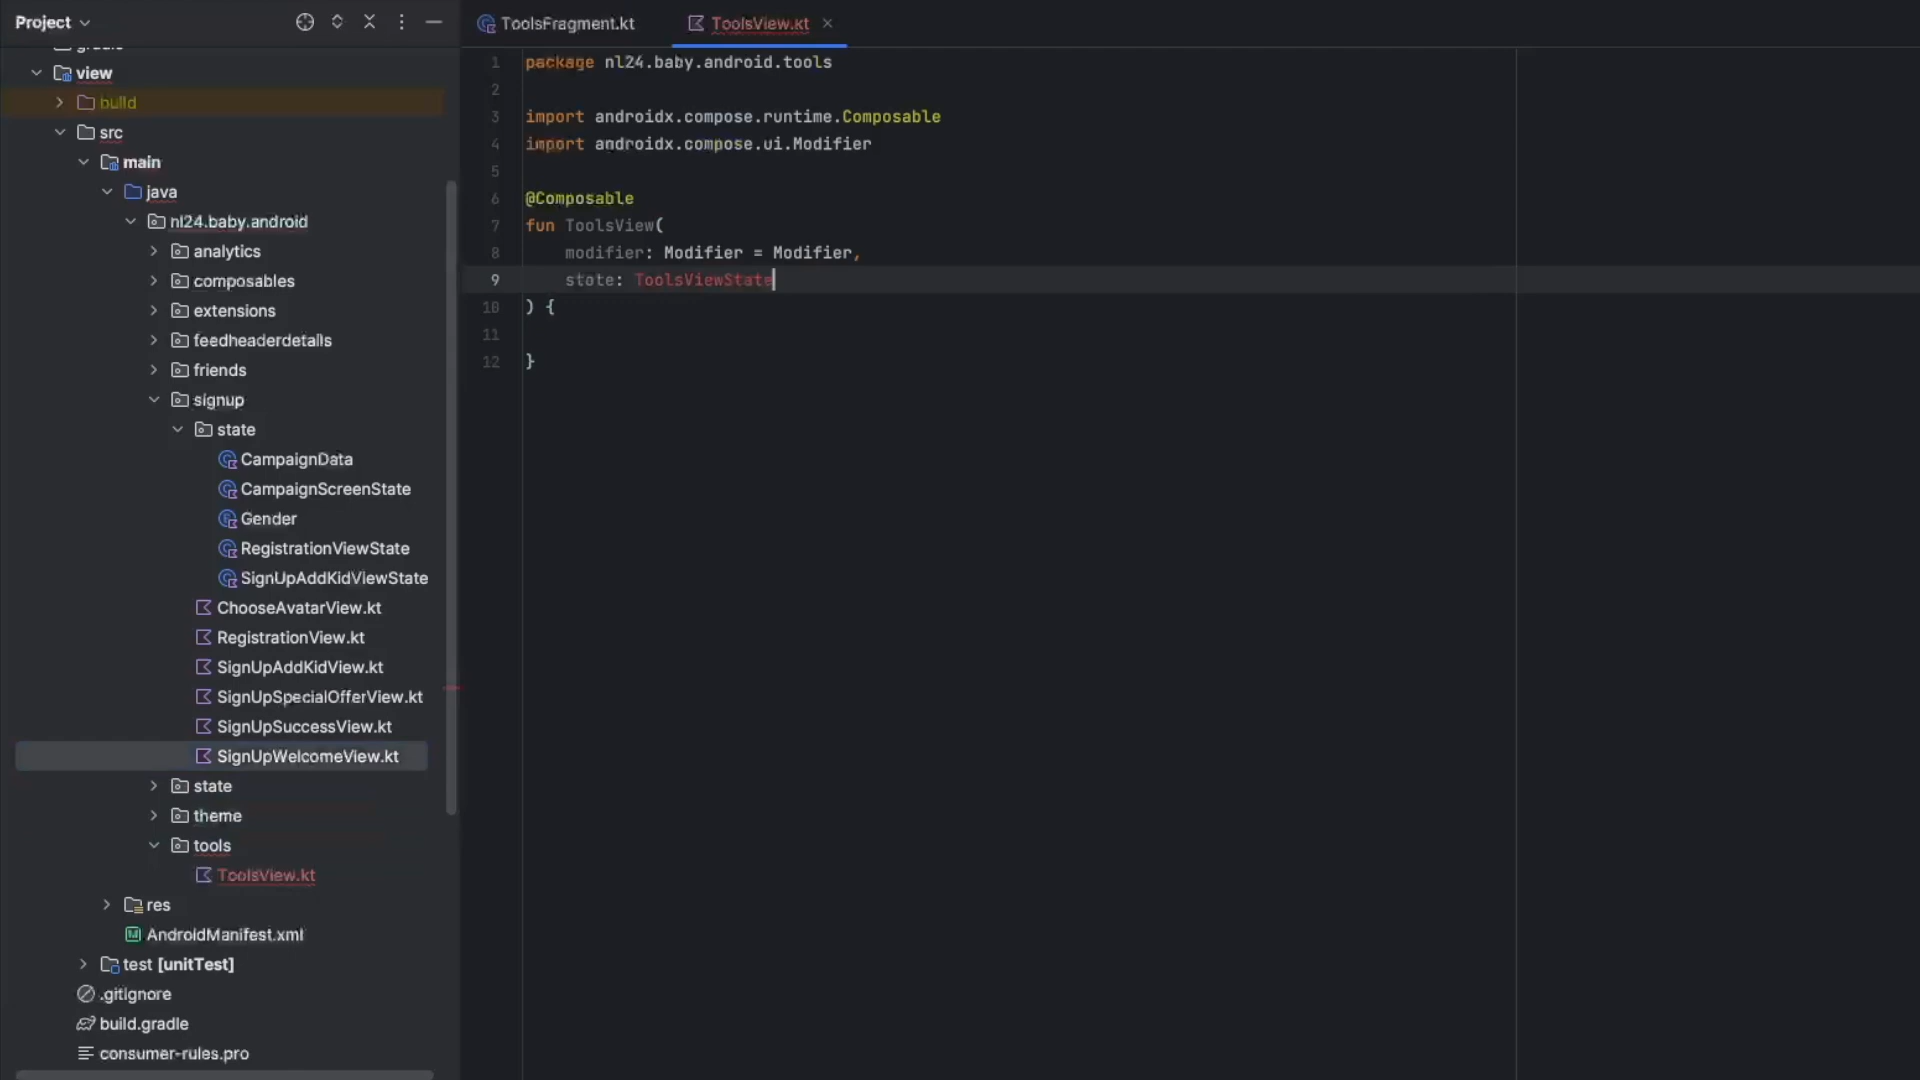 Project
ToolsFragment.kt
ToolsView.kt
gradle
view
build
src
main
java
nl24.baby.android
analytics
composables
extensions
feedheaderdetails
friends
signup
state
CampaignData
CampaignScreenState
Gender
RegistrationViewState
SignUpAddKidViewState
ChooseAvatarView.kt
RegistrationView.kt
SignUpAddKidView.kt
SignUpSpecialOfferView.kt
SignUpSuccessView.kt
SignUpWelcomeView.kt
state
theme
tools
ToolsView.kt
res
AndroidManifest.xml
test [unitTest]
.gitignore
build.gradle
consumer-rules.pro
1 package nl24.baby.android.tools
2
3 import androidx.compose.runtime.Composable
4 import androidx.compose.ui.Modifier
5
6 @Composable
7 fun ToolsView(
8 modifier: Modifier = Modifier,
9 state: ToolsViewState
10 ) {
11
12 }